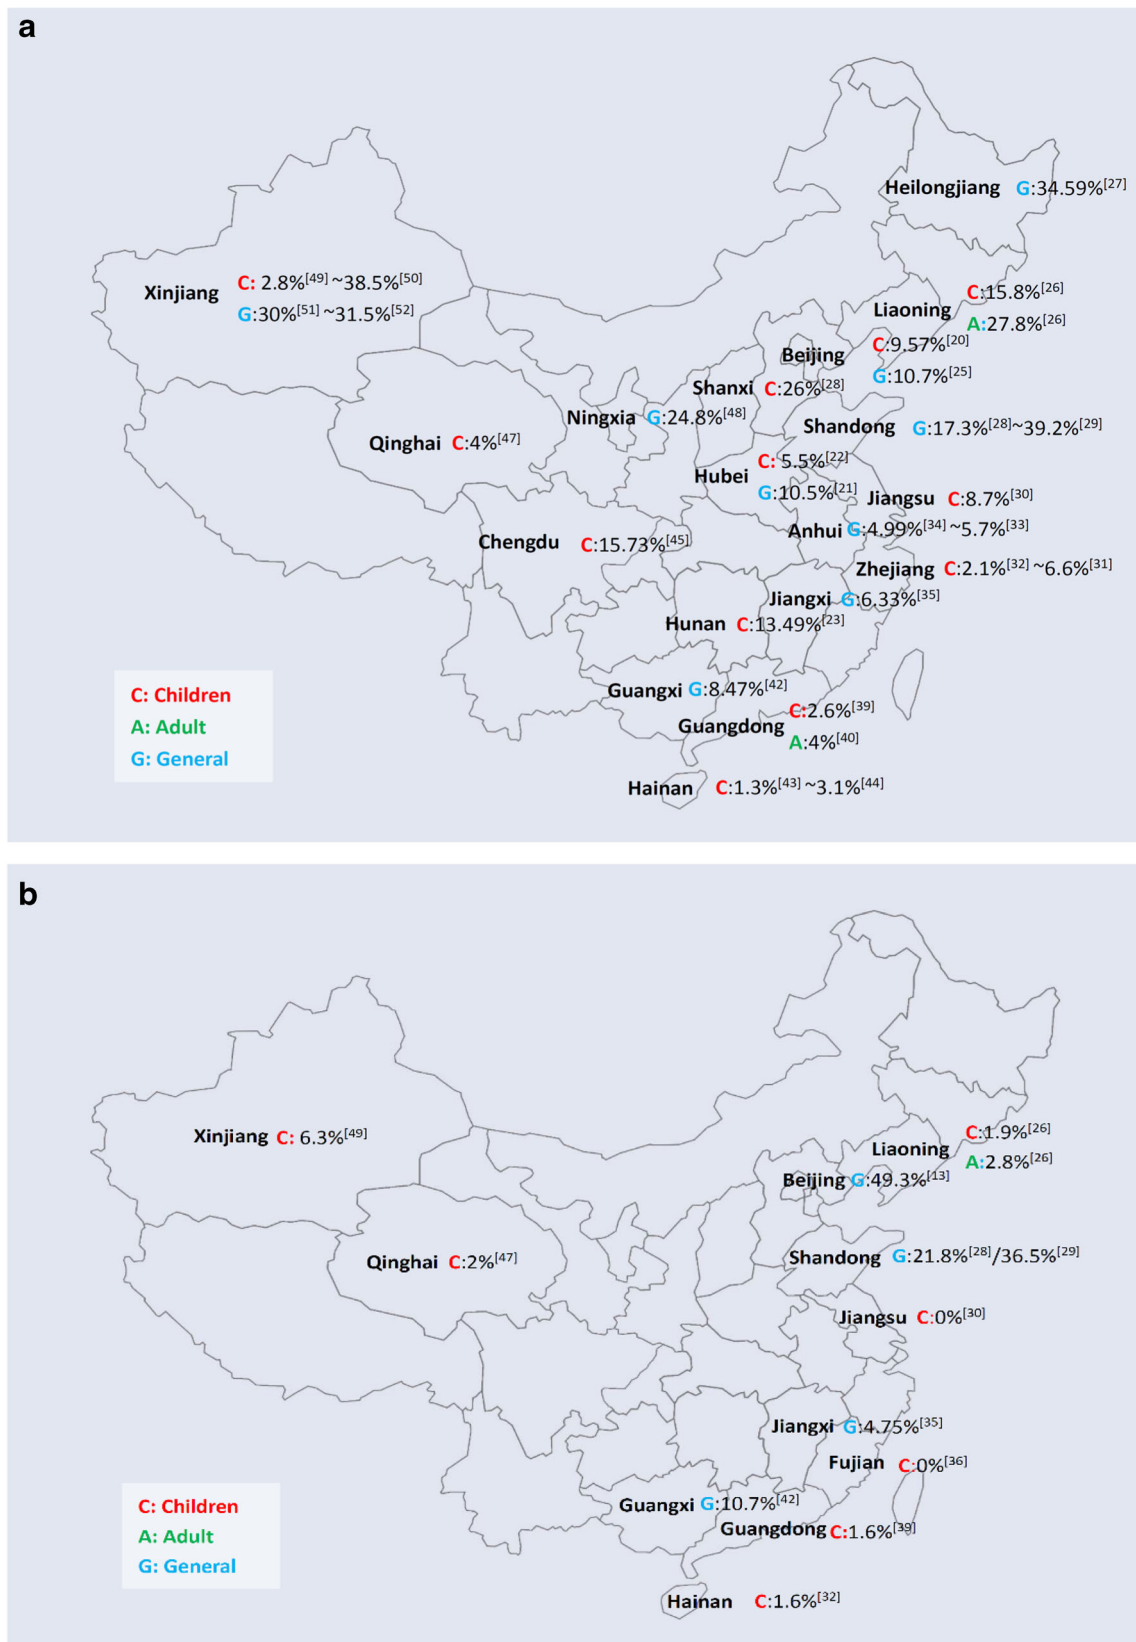 a
Heilongjiang G:34.59%[27]
Xinjiang C: 2.8%[49] ~38.5%[50]
G:30%[51] ~31.5%[52]
Liaoning C:15.8%[26]
A:27.8%[26]
Beijing C:9.57%[20]
G:10.7%[25]
Shanxi C:26%[28]
Ningxia G:24.8%[48]
Shandong G:17.3%[28]~39.2%[29]
Qinghai C:4%[47]
Hubei C: 5.5%[22]
G:10.5%[21]
Jiangsu C:8.7%[30]
Anhui G:4.99%[34] ~5.7%[33]
Chengdu C:15.73%[45]
Zhejiang C:2.1%[32] ~6.6%[31]
Jiangxi G:6.33%[35]
Hunan C:13.49%[23]
Guangxi G:8.47%[42]
Guangdong C:2.6%[39]
A:4%[40]
Hainan C:1.3%[43] ~3.1%[44]
C: Children
A: Adult
G: General
b
Xinjiang C: 6.3%[49]
Liaoning C:1.9%[26]
A:2.8%[26]
Beijing G:49.3%[13]
Shandong G:21.8%[28]/36.5%[29]
Qinghai C:2%[47]
Jiangsu C:0%[30]
Jiangxi G:4.75%[35]
Fujian C:0%[36]
Guangxi G:10.7%[42]
Guangdong C:1.6%[39]
Hainan C:1.6%[32]
C: Children
A: Adult
G: General